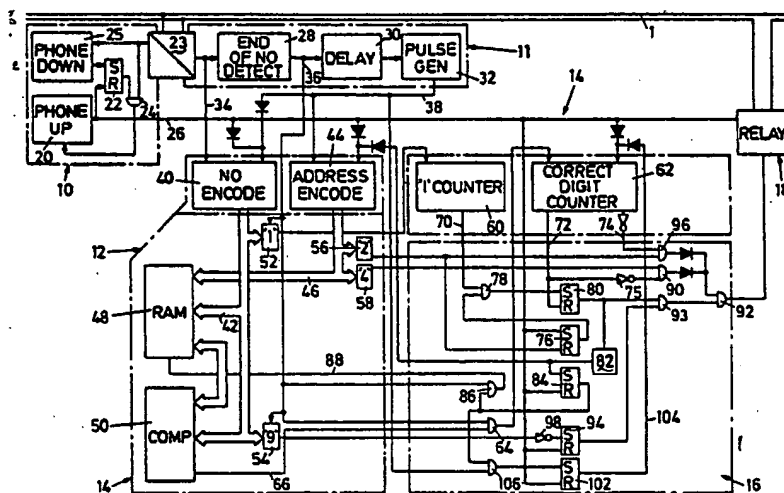 1
25
PHONE DOWN
23
28
END OF NO DETECT
30
DELAY
PULSE GEN
11
S
R
22
24
36
32
PHONE UP
20
26
34
38
14
10
RELAY
18
44
40
NO ENCODE
ADDRESS ENCODE
"1" COUNTER
60
CORRECT DIGIT COUNTER
62
12
1
52
56
2
4
58
46
70
72
74
96
78
80
S
R
75
90
93
92
48
RAM
42
76
S
R
82
88
84
S
R
86
104
50
COMP
9
54
64
98
94
S
R
66
106
102
S
R
14
16